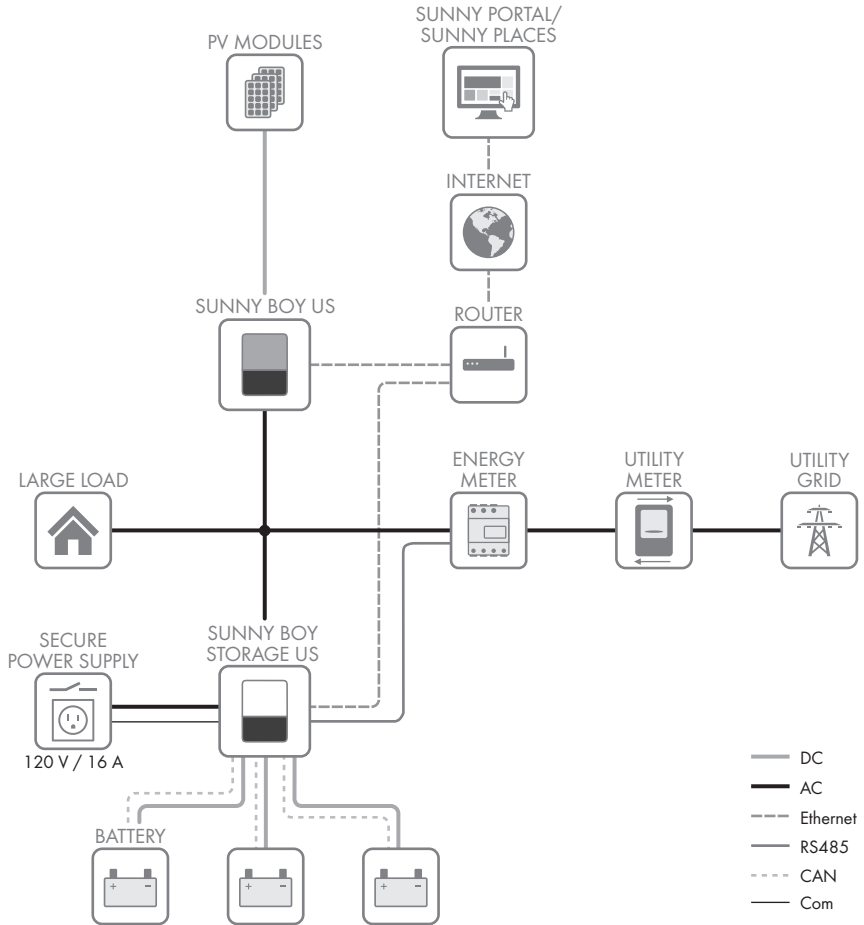 SUNNY PORTAL/
SUNNY PLACES
PV MODULES
INTERNET
SUNNY BOY US
ROUTER
LARGE LOAD
ENERGY
METER
UTILITY
METER
UTILITY
GRID
SECURE
POWER SUPPLY
120 V / 16 A
SUNNY BOY
STORAGE US
BATTERY
+ −
+ −
+ −
DC
AC
Ethernet
RS485
CAN
Com